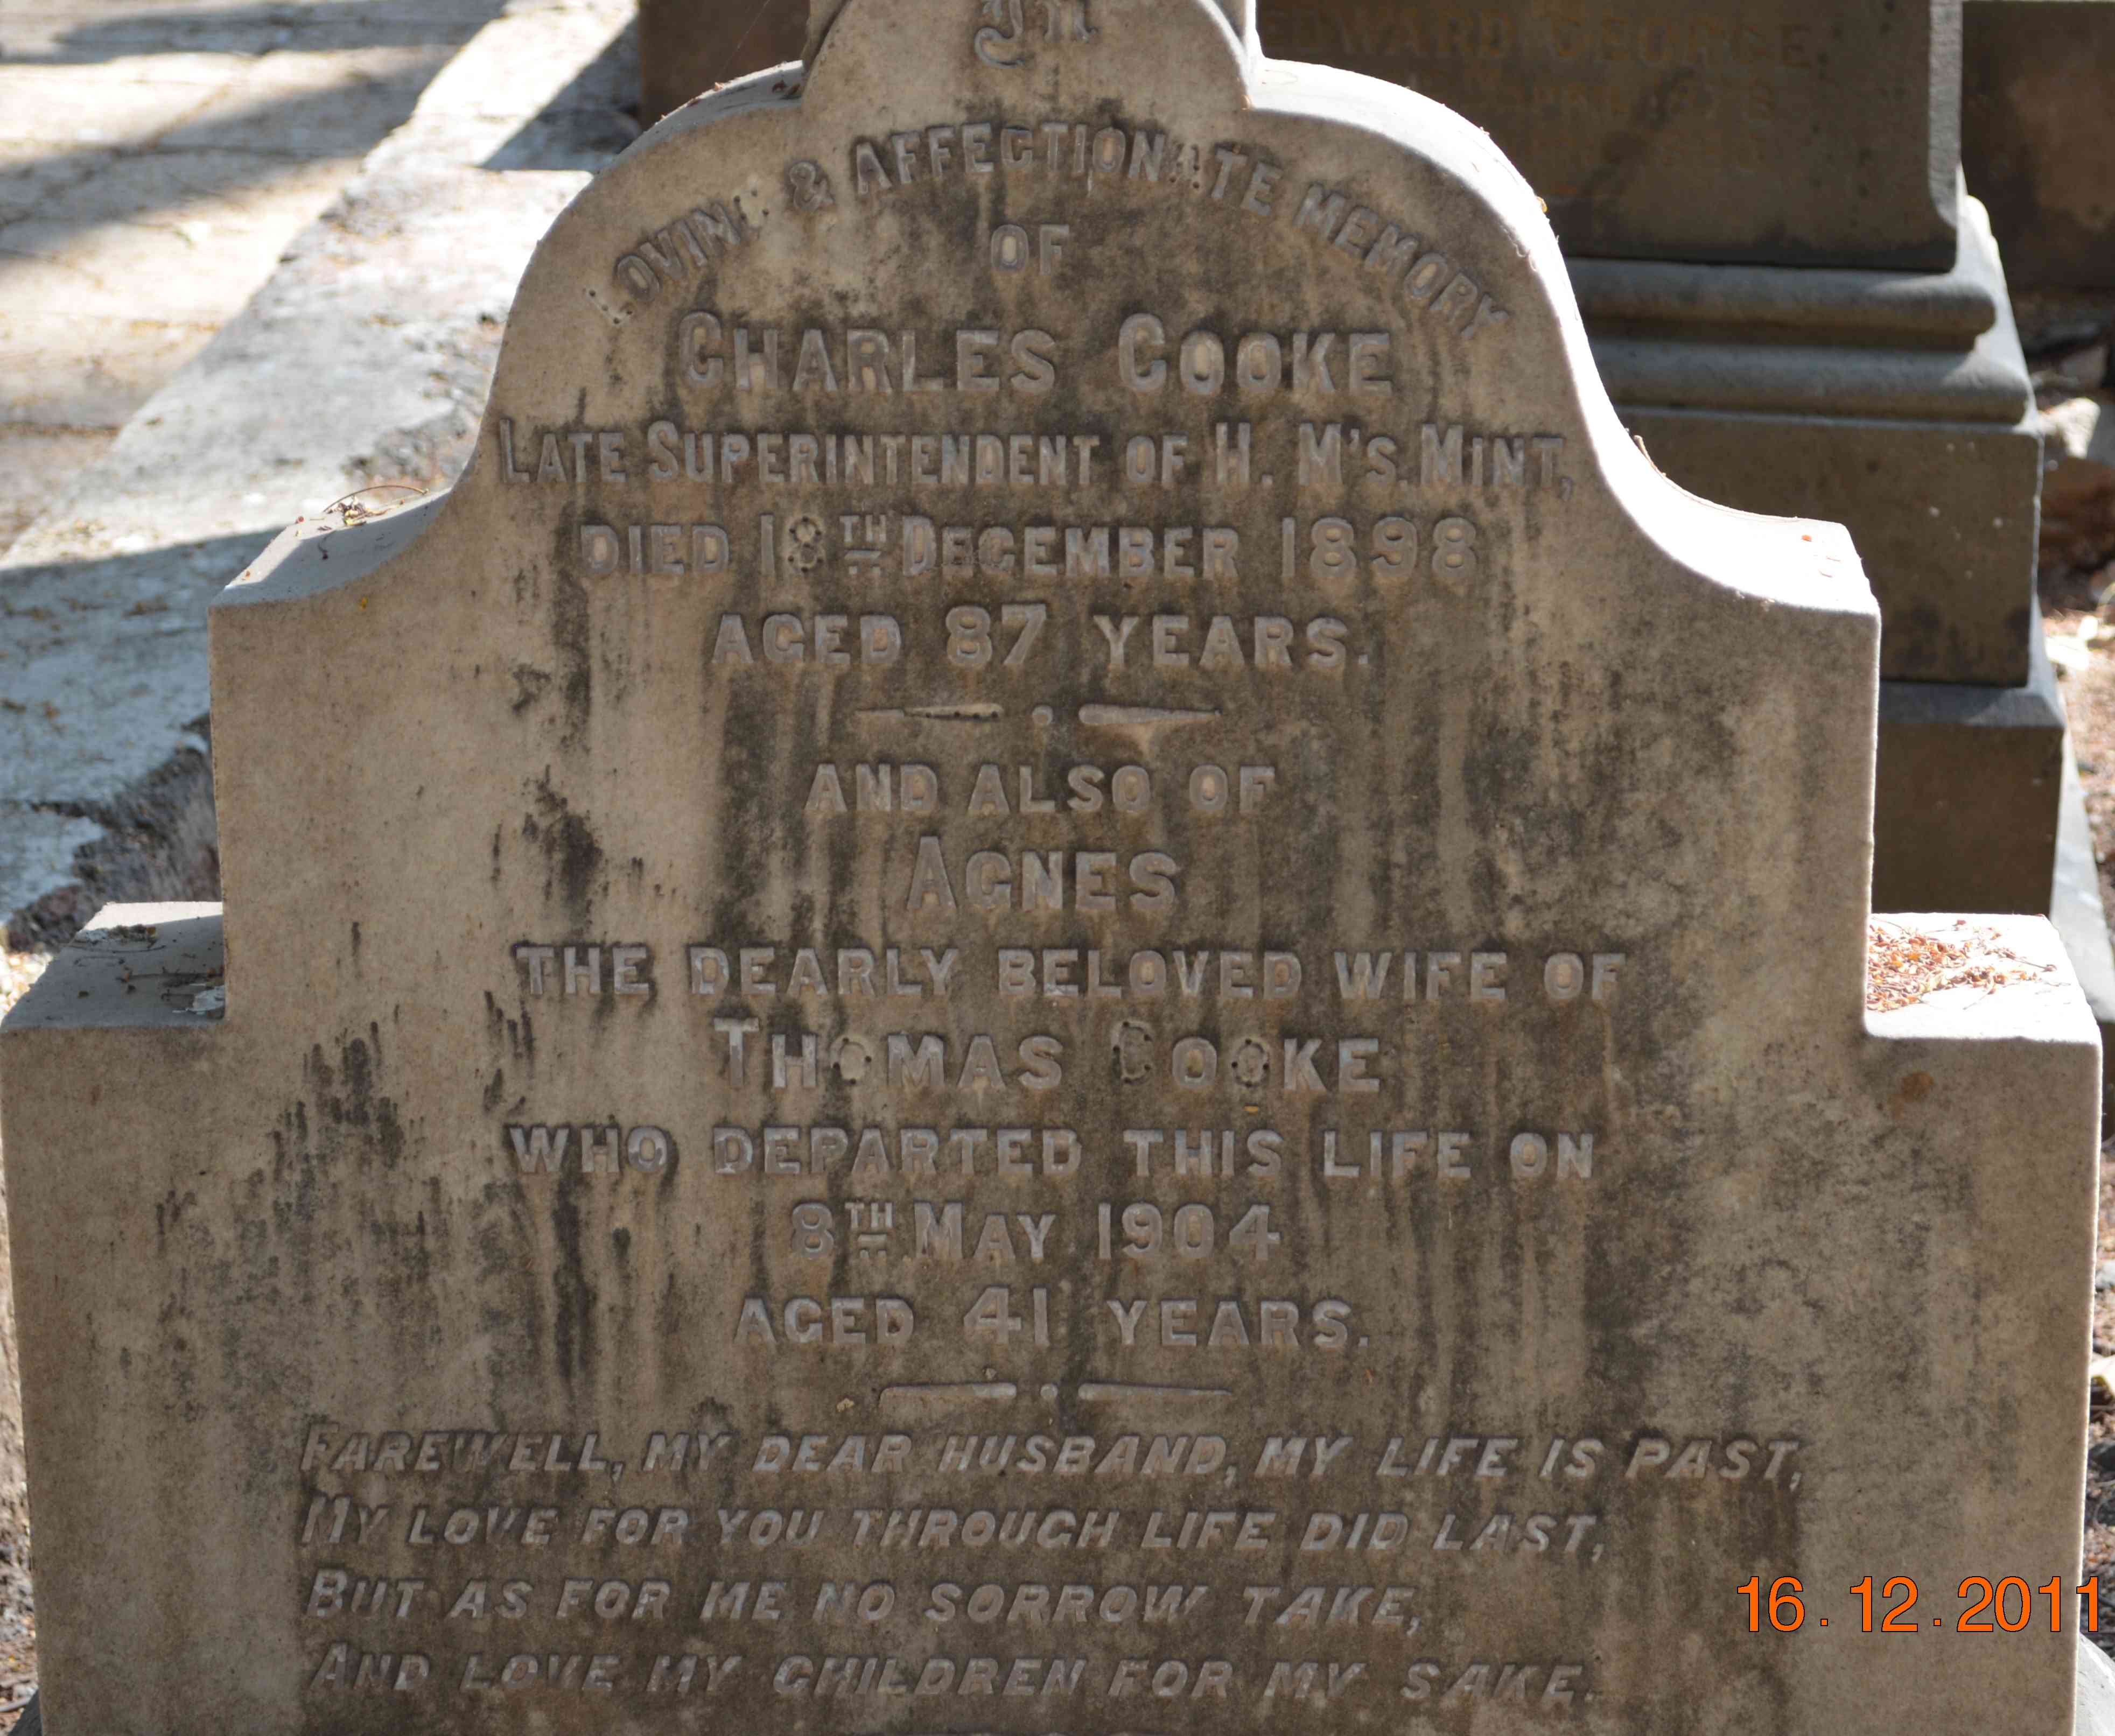 In
LOVING & AFFECTIONATE MEMORY
OF
CHARLES COOKE
LATE SUPERINTENDENT OF H. M'S. MINT,
DIED 18TH DECEMBER 1898
AGED 87 YEARS.
AND ALSO OF
AGNES
THE DEARLY BELOVED WIFE OF
THOMAS COOKE
WHO DEPARTED THIS LIFE ON
8TH MAY 1904
AGED 41 YEARS.
FAREWELL, MY DEAR HUSBAND, MY LIFE IS PAST,
MY LOVE FOR YOU THROUGH LIFE DID LAST,
BUT AS FOR ME NO SORROW TAKE,
AND LOVE MY CHILDREN FOR MY SAKE.
EDWARD GEORGE
16.12.2011